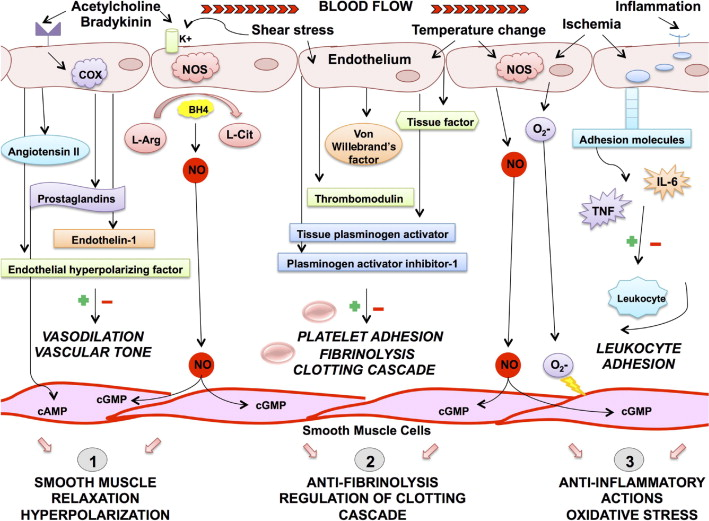 Acetylcholine
Bradykinin
BLOOD FLOW
Inflammation
K+
Shear stress
Temperature change
Ischemia
COX
NOS
Endothelium
NOS
BH4
L-Arg
L-Cit
Angiotensin II
Von
Willebrand's
factor
Tissue factor
O2-
Adhesion molecules
NO
NO
Prostaglandins
Thrombomodulin
IL-6
TNF
Endothelin-1
Tissue plasminogen activator
Endothelial hyperpolarizing factor
Plasminogen activator inhibitor-1
Leukocyte
VASODILATION
VASCULAR TONE
PLATELET ADHESION
FIBRINOLYSIS
CLOTTING CASCADE
LEUKOCYTE
ADHESION
NO
NO
O2-
cAMP
cGMP
cGMP
cGMP
cGMP
Smooth Muscle Cells
1
SMOOTH MUSCLE
RELAXATION
HYPERPOLARIZATION
2
ANTI-FIBRINOLYSIS
REGULATION OF CLOTTING
CASCADE
3
ANTI-INFLAMMATORY
ACTIONS
OXIDATIVE STRESS